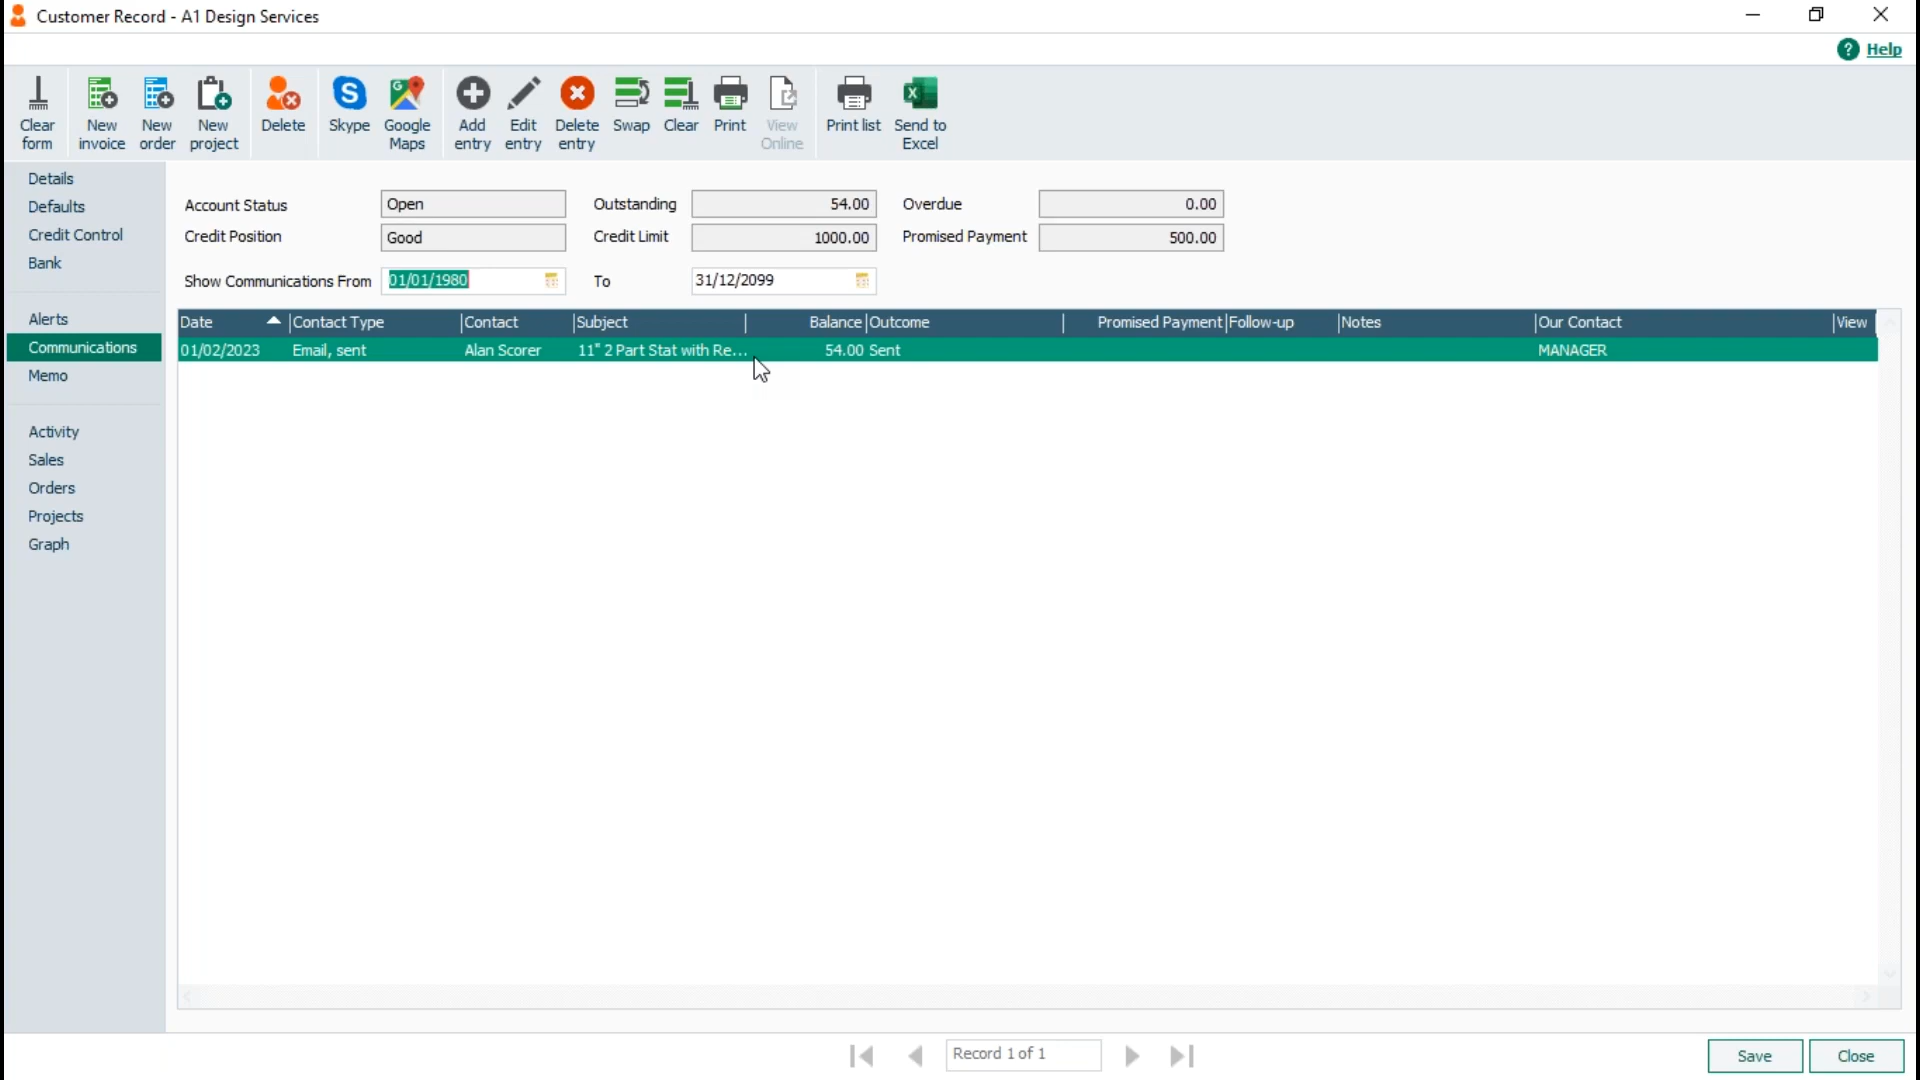 Customer Record - A1 Design Services
Help
Clear form
New invoice
New order
New project
Delete
Skype
Google Maps
Add entry
Edit entry
Delete entry
Swap
Clear
Print
View Online
Print list
Send to Excel
Details
Defaults
Credit Control
Bank
Alerts
Communications
Memo
Activity
Sales
Orders
Projects
Graph
Account Status Open Outstanding 54.00 Overdue 0.00
Credit Position Good Credit Limit 1000.00 Promised Payment 500.00
Show Communications From 01/01/1980 To 31/12/2099
Date Contact Type Contact Subject Balance Outcome Promised Payment Follow-up Notes Our Contact View
01/02/2023 Email, sent Alan Scorer 11" 2 Part Stat with Re... 54.00 Sent MANAGER
Record 1 of 1
Save
Close